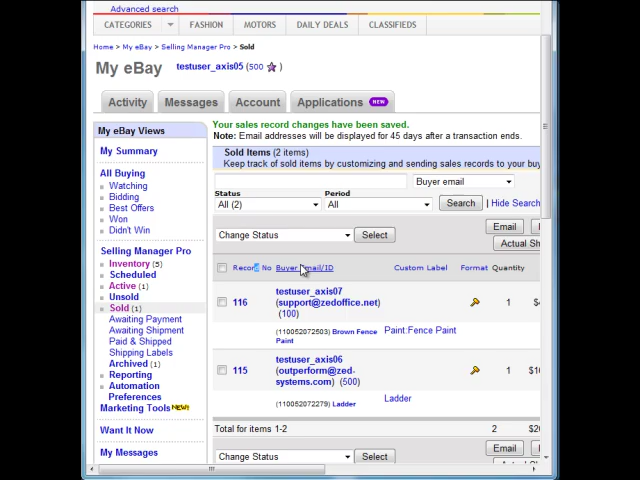 Advanced search
CATEGORIES FASHION MOTORS DAILY DEALS CLASSIFIEDS
Home > My eBay > Selling Manager Pro > Sold
My eBay testuser_axis05 (500 )
Activity Messages Account Applications NEW
My eBay Views
My Summary
All Buying
Watching
Bidding
Best Offers
Won
Didn't Win
Selling Manager Pro
Inventory (5)
Scheduled
Active (1)
Unsold
Sold (1)
Awaiting Payment
Awaiting Shipment
Paid & Shipped
Shipping Labels
Archived (1)
Reporting
Automation
Preferences
Marketing Tools NEW!
Want It Now
My Messages
Your sales record changes have been saved.
Note: Email addresses will be displayed for 45 days after a transaction ends.
Sold Items (2 items)
Keep track of sold items by customizing and sending sales records to your buy
Buyer email
Status Period
All (2) All Search | Hide Search
Email
Change Status Select Actual Sh
Record No Buyer Email/ID Custom Label Format Quantity
116 testuser_axis07
(support@zedoffice.net)
(100)
1
(110052072503) Brown Fence
Paint
Paint:Fence Paint
115 testuser_axis06
(outperform@zed-
systems.com) (500)
1 $10
(110052072279) Ladder
Ladder
Total for items 1-2 2 $20
Email
Change Status Select